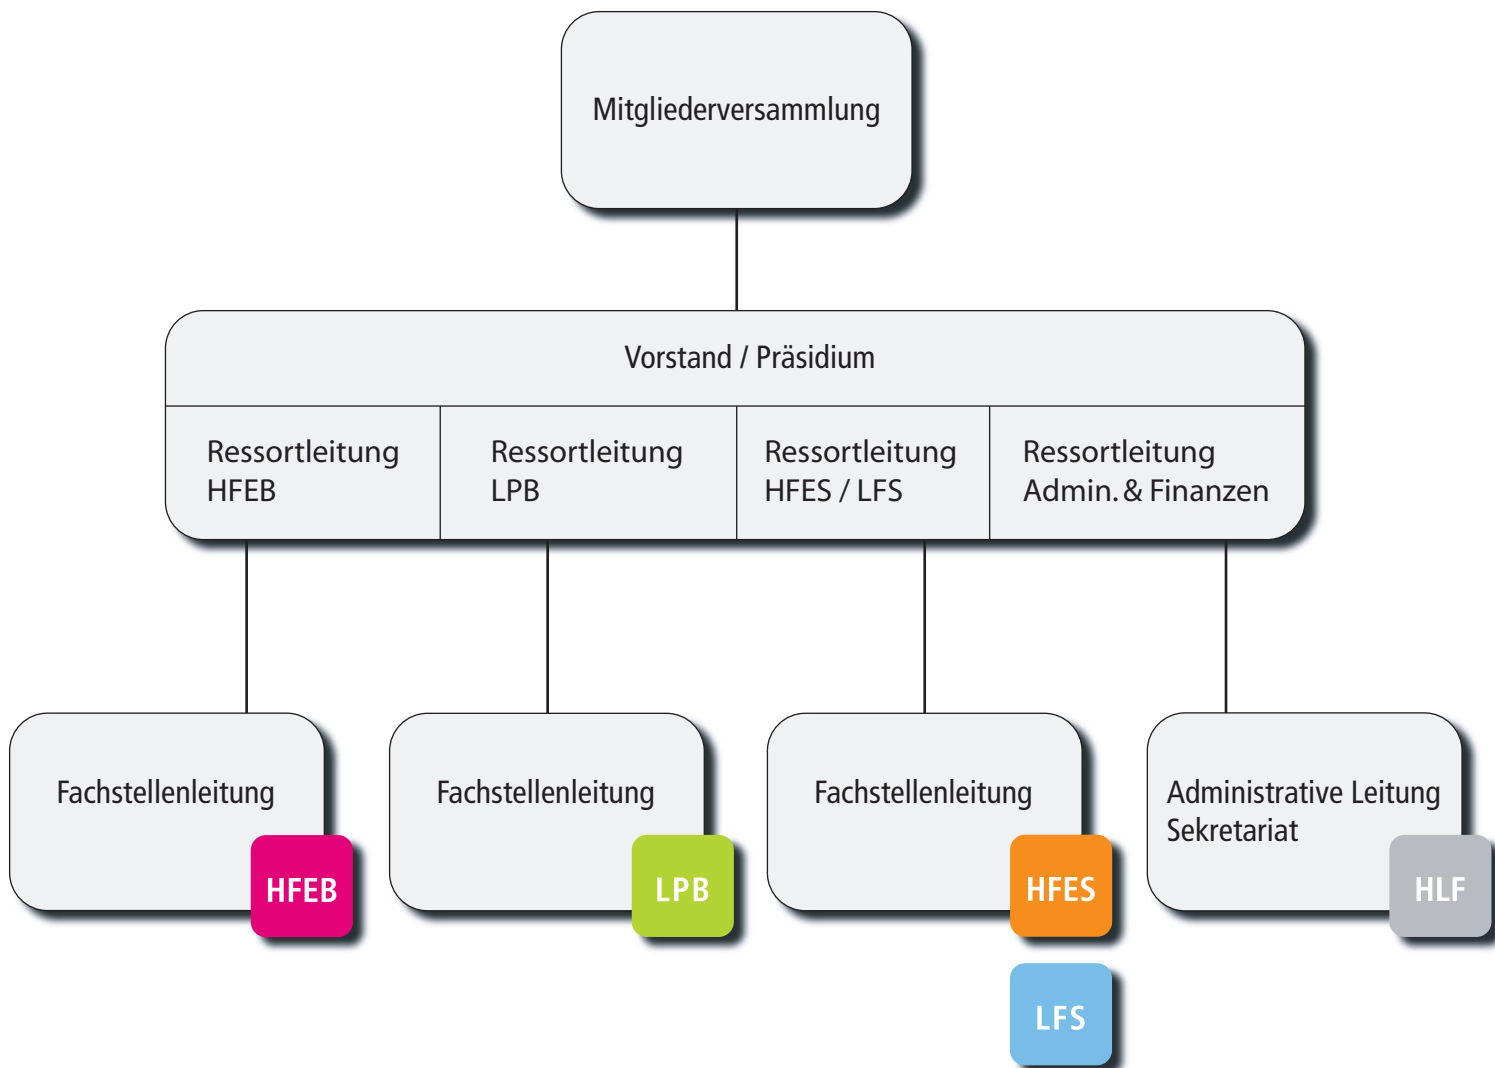 Mitgliederversammlung
Vorstand / Präsidium
Ressortleitung
HFEB
Ressortleitung
LPB
Ressortleitung
HFES / LFS
Ressortleitung
Admin. & Finanzen
Fachstellenleitung
HFEB
Fachstellenleitung
LPB
Fachstellenleitung
HFES
LFS
Administrative Leitung
Sekretariat
HLF